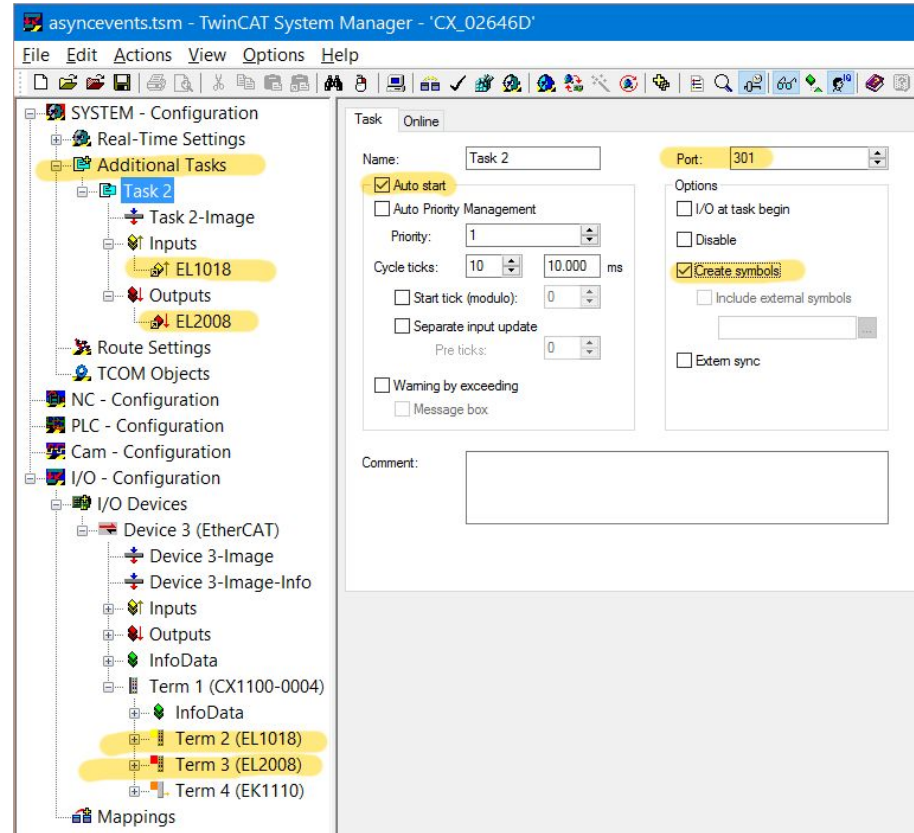 asyncevents.tsm - TwinCAT System Manager - 'CX_02646D'
File Edit Actions View Options Help
SYSTEM - Configuration
Real-Time Settings
Additional Tasks
Task 2
Task 2-Image
Inputs
EL1018
Outputs
EL2008
Route Settings
TCOM Objects
NC - Configuration
PLC - Configuration
Cam - Configuration
I/O - Configuration
I/O Devices
Device 3 (EtherCAT)
Device 3-Image
Device 3-Image-Info
Inputs
Outputs
InfoData
Term 1 (CX1100-0004)
InfoData
Term 2 (EL1018)
Term 3 (EL2008)
Term 4 (EK1110)
Mappings
Task Online
Name: Task 2
Auto start
Auto Priority Management
Priority: 1
Cycle ticks: 10 10.000 ms
Start tick (modulo): 0
Separate input update
Pre ticks: 0
Warning by exceeding
Message box
Port: 301
Options
I/O at task begin
Disable
Create symbols
Include external symbols
...
Extern sync
Comment: